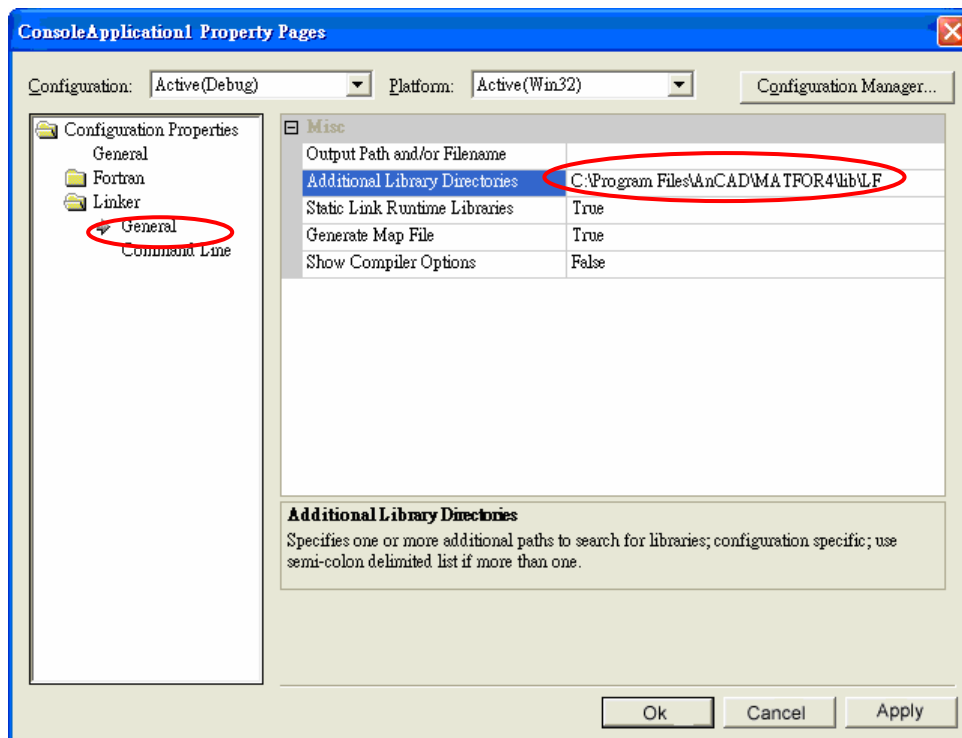 ConsoleApplication1 Property Pages
Configuration: Active(Debug) Platform: Active(Win32) Configuration Manager...
Configuration Properties
General
Fortran
Linker
General
Command Line
Misc
Output Path and/or Filename
Additional Library Directories C:\Program Files\AnCAD\MATFOR4\lib\LF
Static Link Runtime Libraries True
Generate Map File True
Show Compiler Options False
Additional Library Directories
Specifies one or more additional paths to search for libraries; configuration specific; use
semi-colon delimited list if more than one.
Ok Cancel Apply